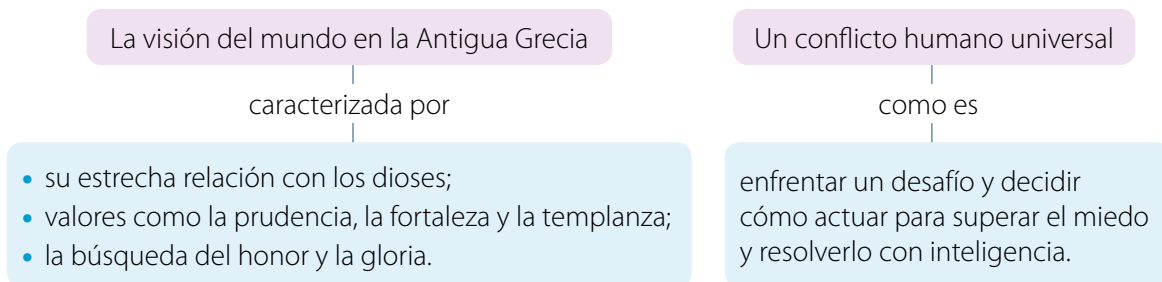 La visión del mundo en la Antigua Grecia
caracterizada por
• su estrecha relación con los dioses;
• valores como la prudencia, la fortaleza y la templanza;
• la búsqueda del honor y la gloria.
Un conflicto humano universal
como es
enfrentar un desafío y decidir
cómo actuar para superar el miedo
y resolverlo con inteligencia.